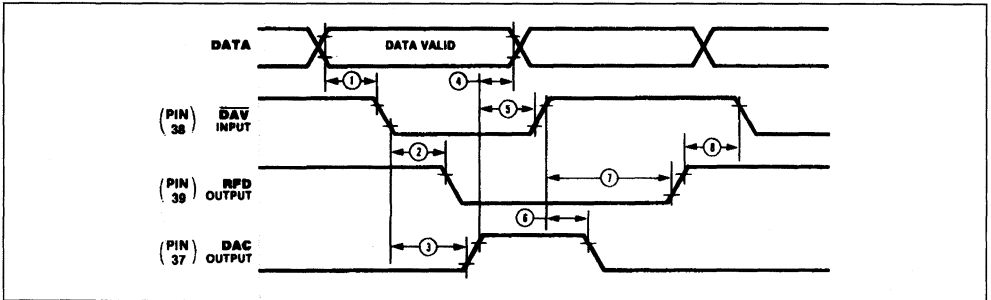 DATA
DATA VALID
1
4
(PIN 38) DAV INPUT
5
2
8
(PIN 39) RFD OUTPUT
7
6
(PIN 37) DAC OUTPUT
3